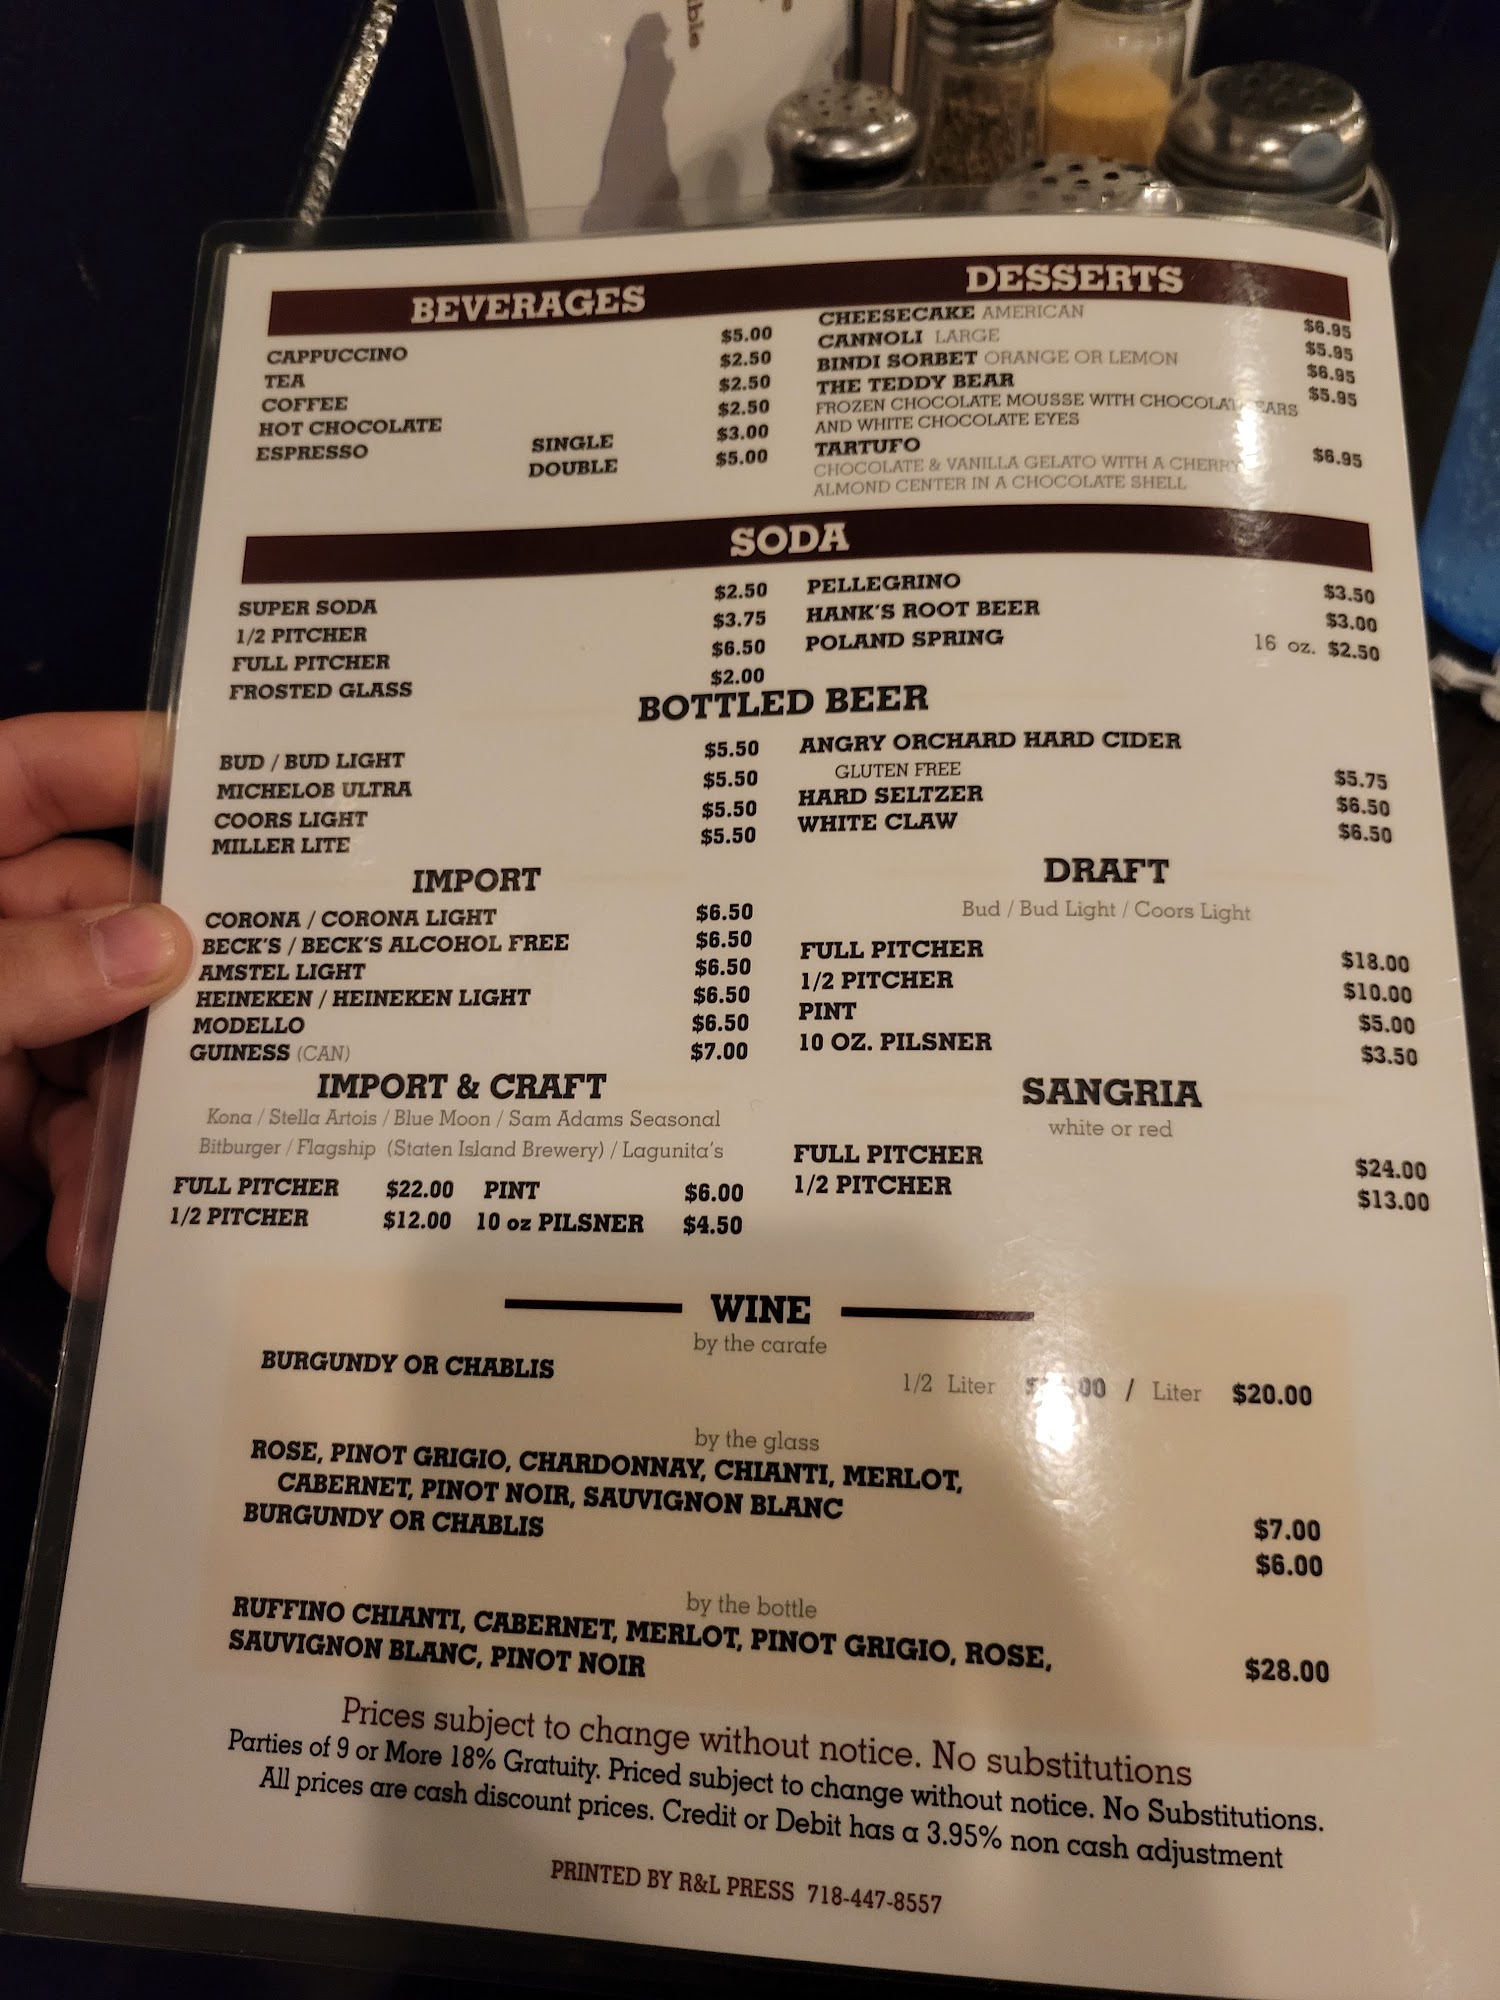 ble
BEVERAGES
CAPPUCCINO $5.00
TEA $2.50
COFFEE $2.50
HOT CHOCOLATE $2.50
ESPRESSO SINGLE $3.00
DOUBLE $5.00
DESSERTS
CHEESECAKE AMERICAN $6.95
CANNOLI LARGE $5.95
BINDI SORBET ORANGE OR LEMON $6.95
THE TEDDY BEAR $5.95
FROZEN CHOCOLATE MOUSSE WITH CHOCOLATE EARS
AND WHITE CHOCOLATE EYES
TARTUFO $6.95
CHOCOLATE & VANILLA GELATO WITH A CHERRY
ALMOND CENTER IN A CHOCOLATE SHELL
SODA
SUPER SODA $2.50
1/2 PITCHER $3.75
FULL PITCHER $6.50
FROSTED GLASS $2.00
PELLEGRINO $3.50
HANK'S ROOT BEER $3.00
POLAND SPRING 16 oz. $2.50
BOTTLED BEER
BUD / BUD LIGHT $5.50
MICHELOB ULTRA $5.50
COORS LIGHT $5.50
MILLER LITE $5.50
ANGRY ORCHARD HARD CIDER
GLUTEN FREE $5.75
HARD SELTZER $6.50
WHITE CLAW $6.50
IMPORT
CORONA / CORONA LIGHT $6.50
BECK'S / BECK'S ALCOHOL FREE $6.50
AMSTEL LIGHT $6.50
HEINEKEN / HEINEKEN LIGHT $6.50
MODELLO $6.50
GUINESS (CAN) $7.00
DRAFT
Bud / Bud Light / Coors Light
FULL PITCHER $18.00
1/2 PITCHER $10.00
PINT $5.00
10 OZ. PILSNER $3.50
IMPORT & CRAFT
Kona / Stella Artois / Blue Moon / Sam Adams Seasonal
Bitburger / Flagship (Staten Island Brewery) / Lagunita's
FULL PITCHER $22.00 PINT $6.00
1/2 PITCHER $12.00 10 oz PILSNER $4.50
SANGRIA
white or red
FULL PITCHER $24.00
1/2 PITCHER $13.00
WINE
by the carafe
BURGUNDY OR CHABLIS 1/2 Liter / Liter $20.00
by the glass
ROSE, PINOT GRIGIO, CHARDONNAY, CHIANTI, MERLOT,
CABERNET, PINOT NOIR, SAUVIGNON BLANC $7.00
BURGUNDY OR CHABLIS $6.00
by the bottle
RUFFINO CHIANTI, CABERNET, MERLOT, PINOT GRIGIO, ROSE,
SAUVIGNON BLANC, PINOT NOIR $28.00
Prices subject to change without notice. No substitutions
Parties of 9 or More 18% Gratuity. Priced subject to change without notice. No Substitutions.
All prices are cash discount prices. Credit or Debit has a 3.95% non cash adjustment
PRINTED BY R&L PRESS 718-447-8557